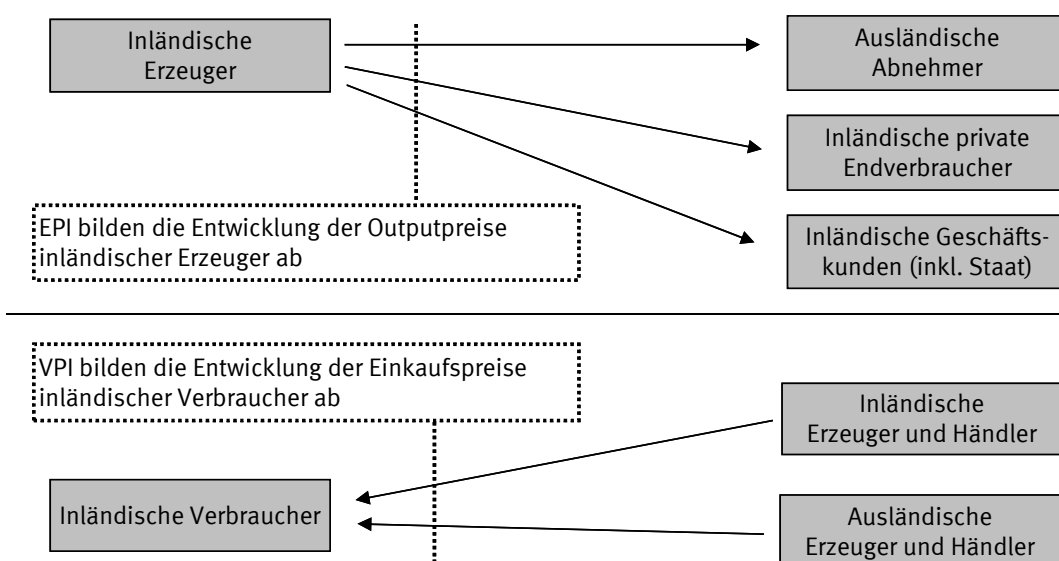 Inländische
Erzeuger
Ausländische
Abnehmer
Inländische private
Endverbraucher
EPI bilden die Entwicklung der Outputpreise
inländischer Erzeuger ab
Inländische Geschäfts-
kunden (inkl. Staat)
VPI bilden die Entwicklung der Einkaufspreise
inländischer Verbraucher ab
Inländische
Erzeuger und Händler
Inländische Verbraucher
Ausländische
Erzeuger und Händler